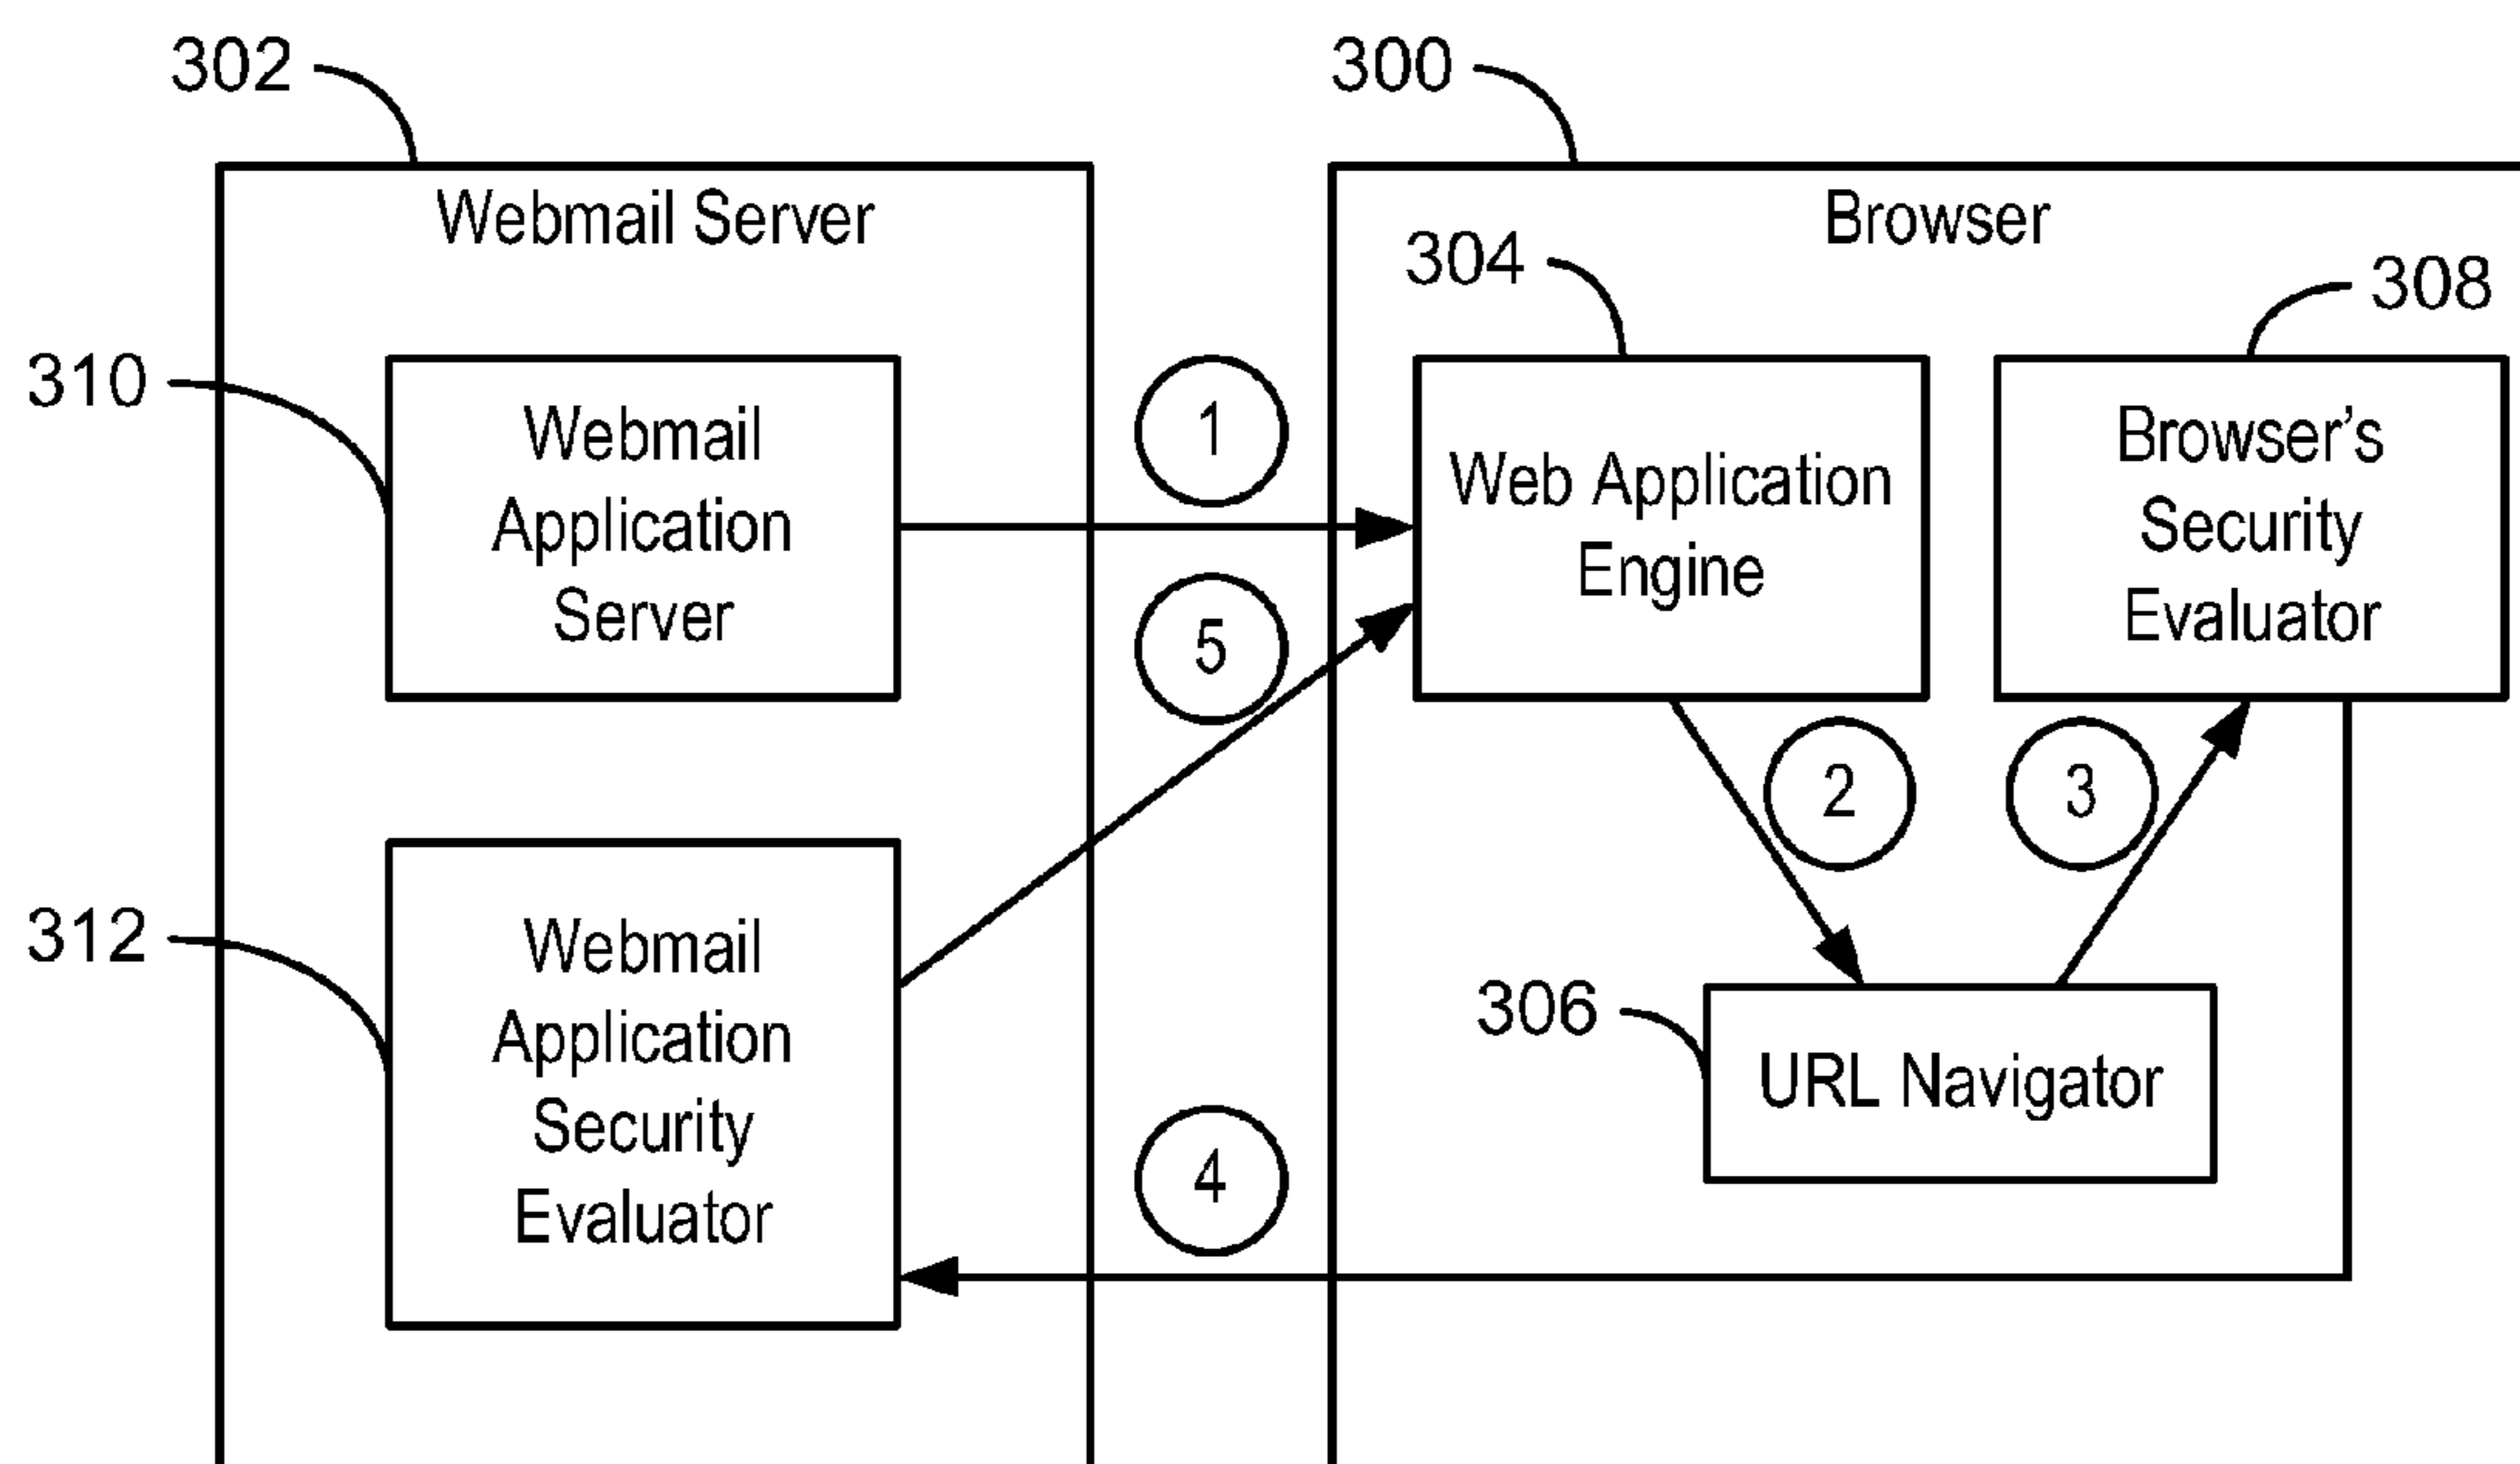 302
300
Webmail Server
Browser
304
308
310
Webmail
Application
Server
1
Web Application
Engine
Browser’s
Security
Evaluator
5
2
3
312
Webmail
Application
Security
Evaluator
306
URL Navigator
4